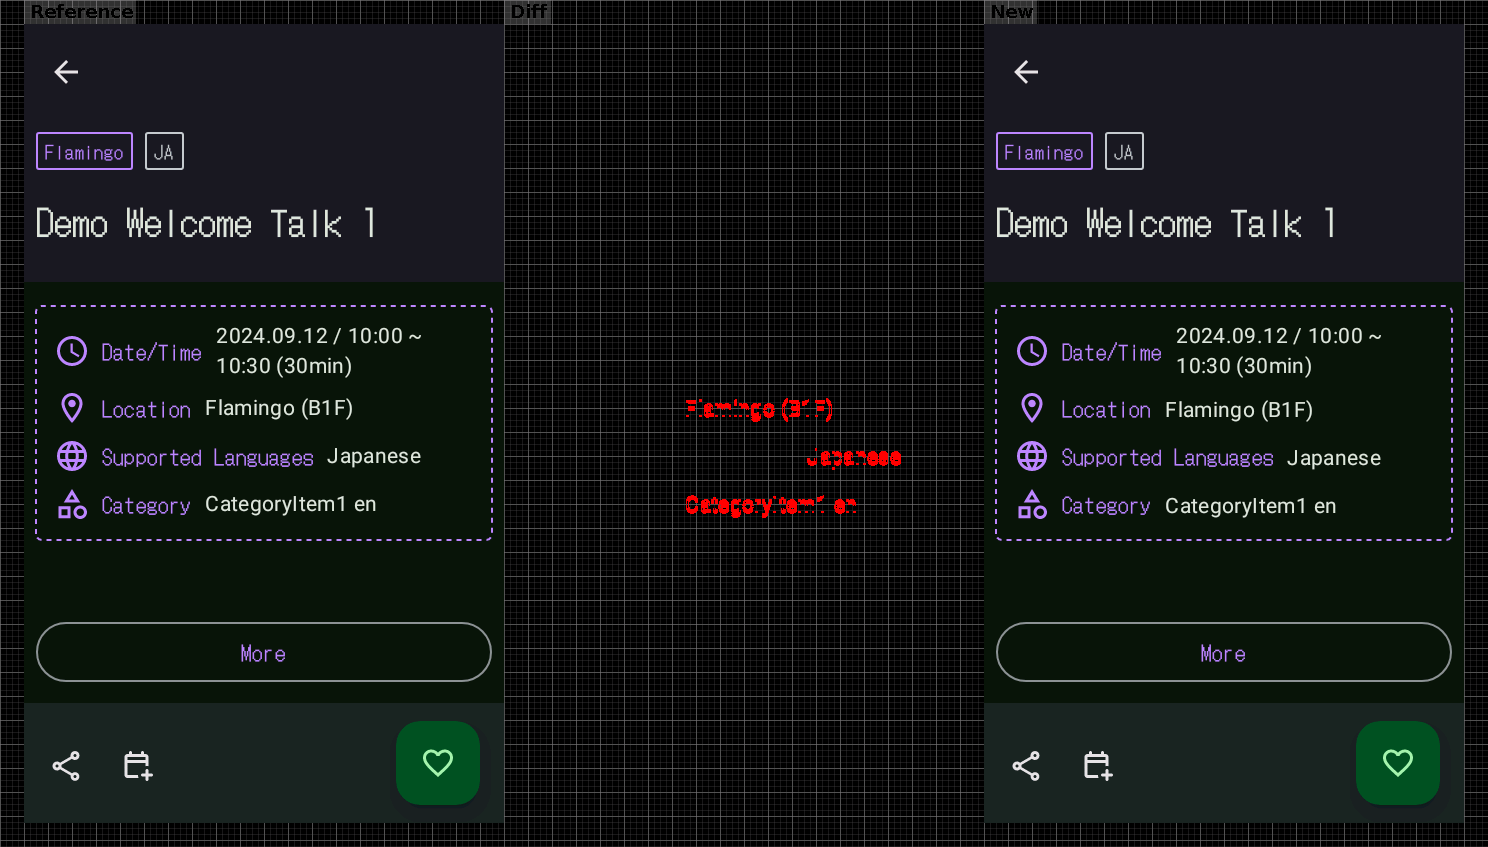 Reference
Diff
New
Flamingo
JA
Demo Welcome Talk 1
Date/Time
2024.09.12 / 10:00 ~
10:30 (30min)
Location
Flamingo (B1F)
Supported Languages
Japanese
Category
CategoryItem1 en
More
Flamingo (B1F)
Japanese
CategoryItem1 en
Flamingo
JA
Demo Welcome Talk 1
Date/Time
2024.09.12 / 10:00 ~
10:30 (30min)
Location
Flamingo (B1F)
Supported Languages
Japanese
Category
CategoryItem1 en
More